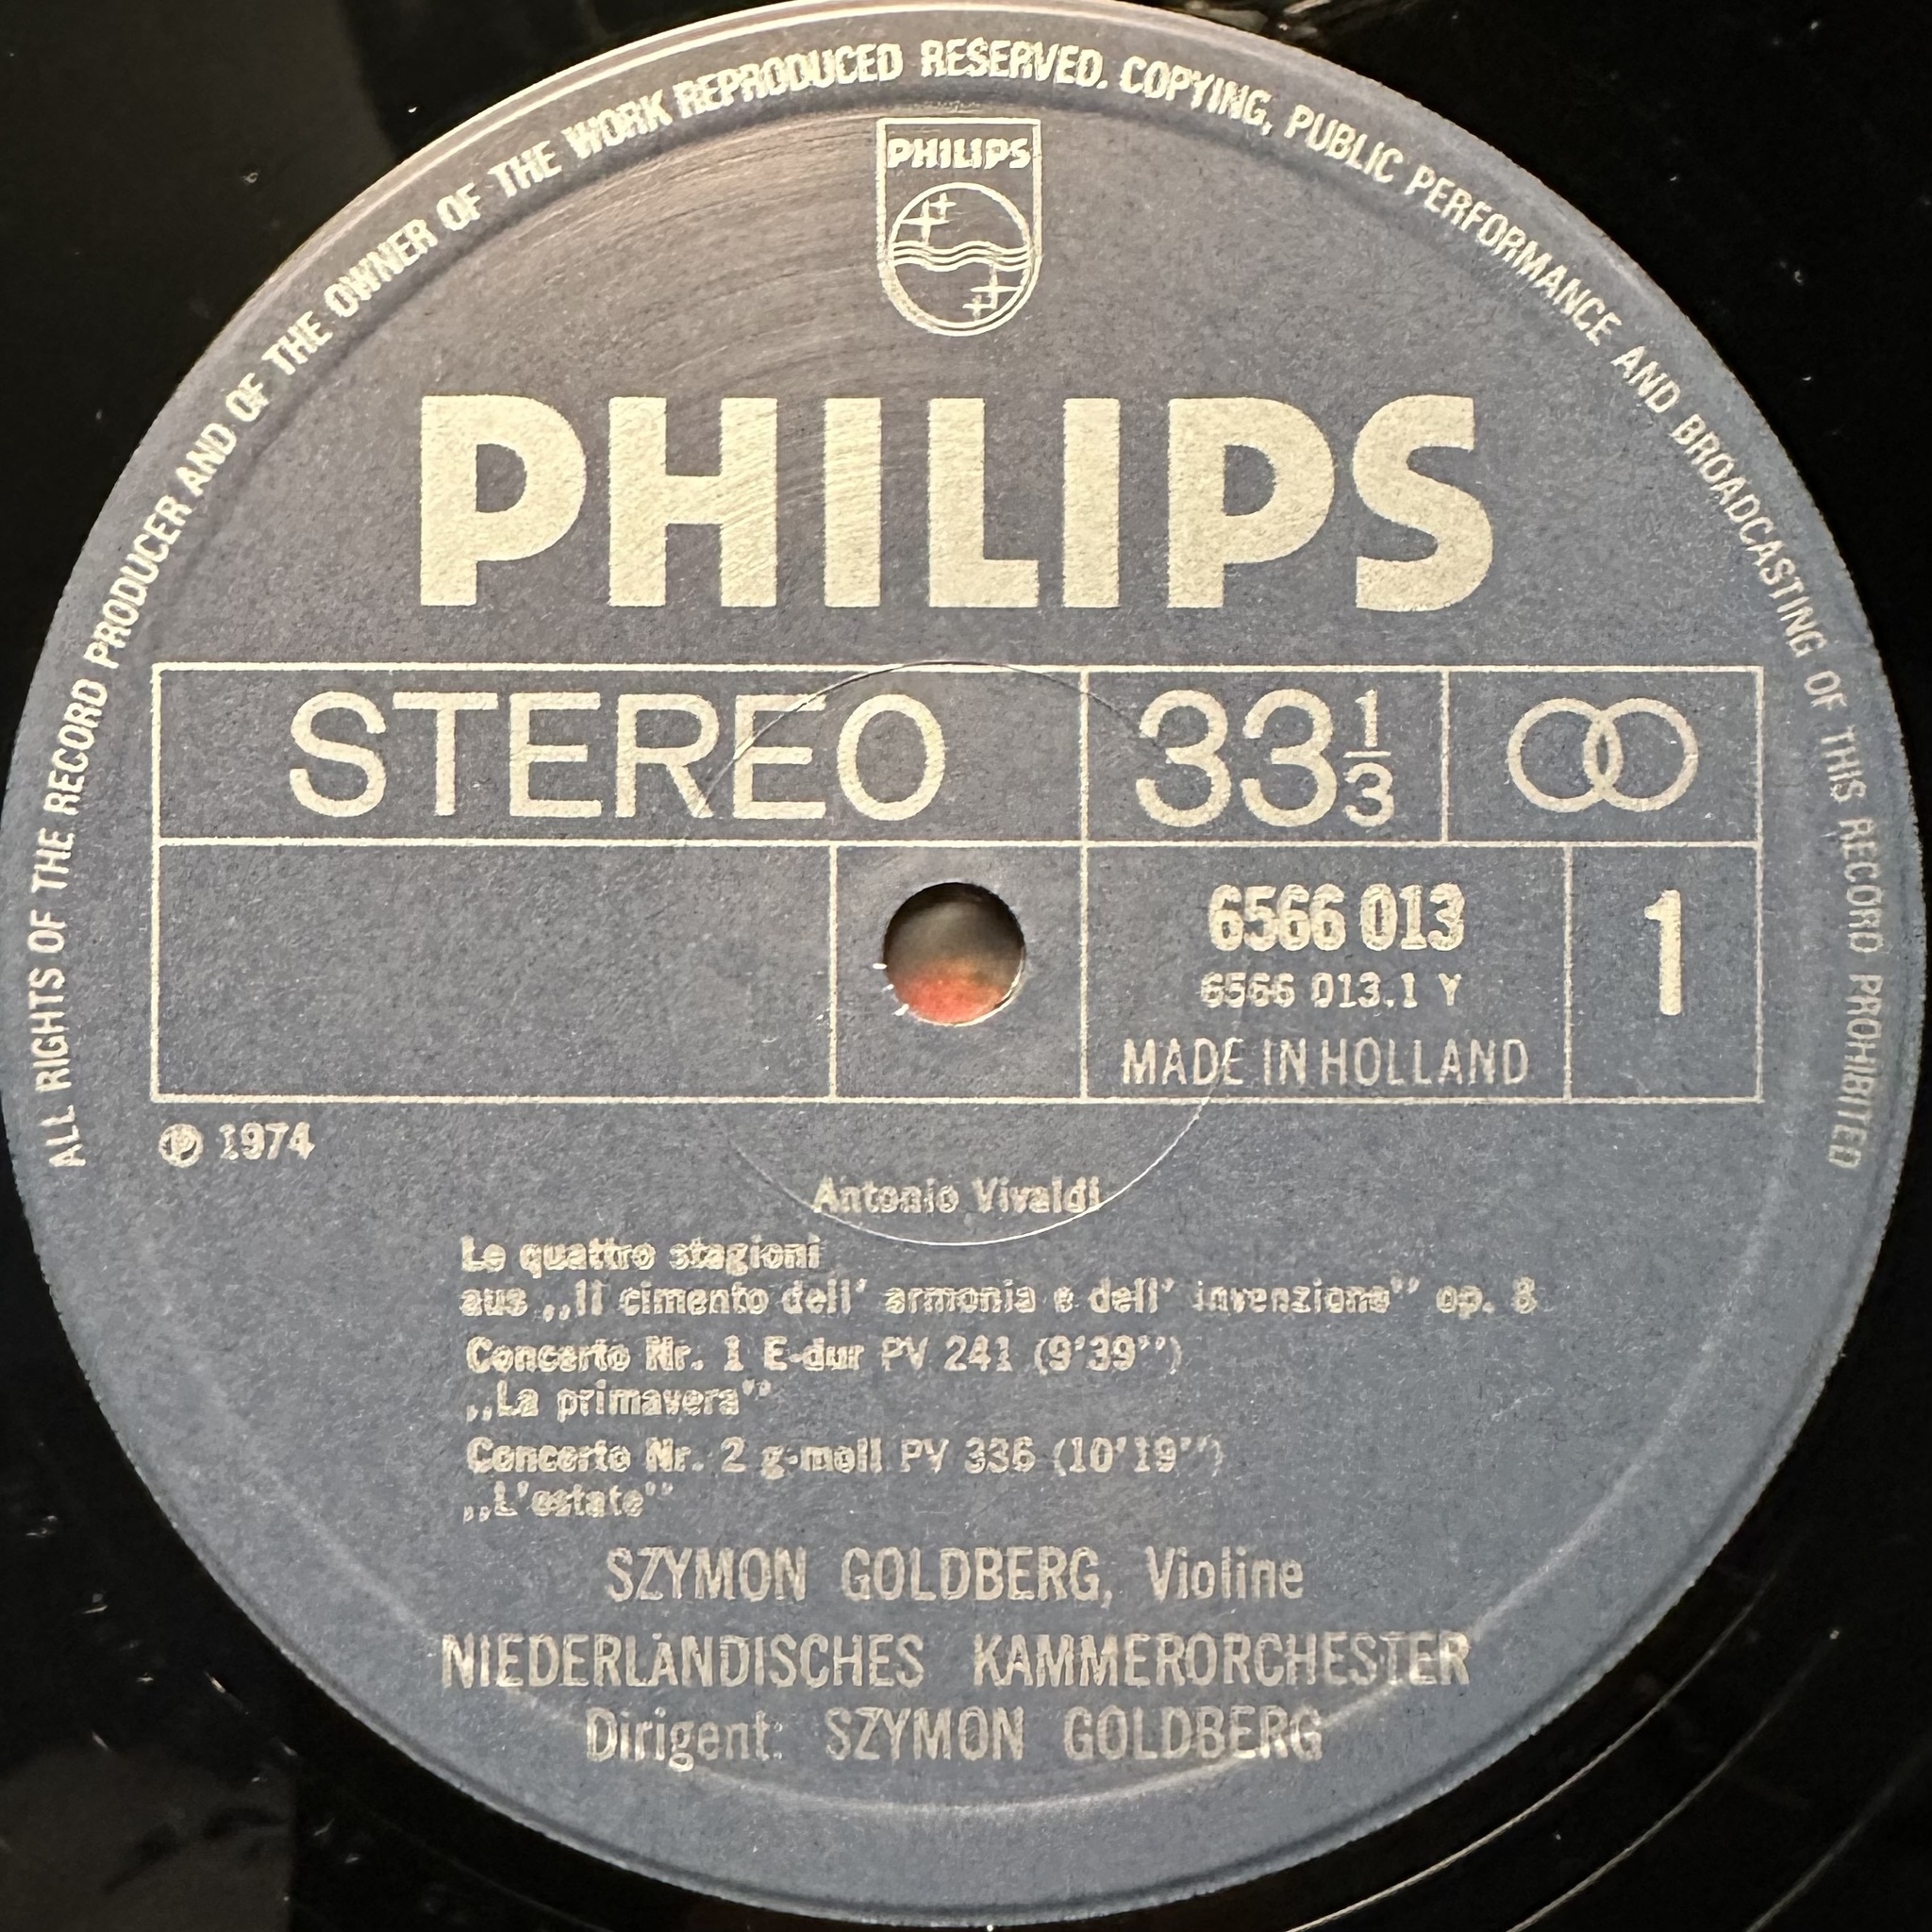 ALL RIGHTS OF THE RECORD PRODUCER AND OF THE OWNER OF THE WORK REPRODUCED RESERVED. COPYING, PUBLIC PERFORMANCE AND BROADCASTING OF THIS RECORD PROHIBITED
PHILIPS
PHILIPS
STEREO 33 1/3
6566 013 1
6566 013.1 Y
MADE IN HOLLAND
℗ 1974
Antonio Vivaldi
Le quattro stagioni
aus ,,Il cimento dell' armonia e dell' invenzione'' op. 8
Concerto Nr. 1 E-dur PV 241 (9'39'')
,,La primavera''
Concerto Nr. 2 g-moll PV 336 (10'19'')
,,L'estate''
SZYMON GOLDBERG, Violine
NIEDERLÄNDISCHES KAMMERORCHESTER
Dirigent: SZYMON GOLDBERG